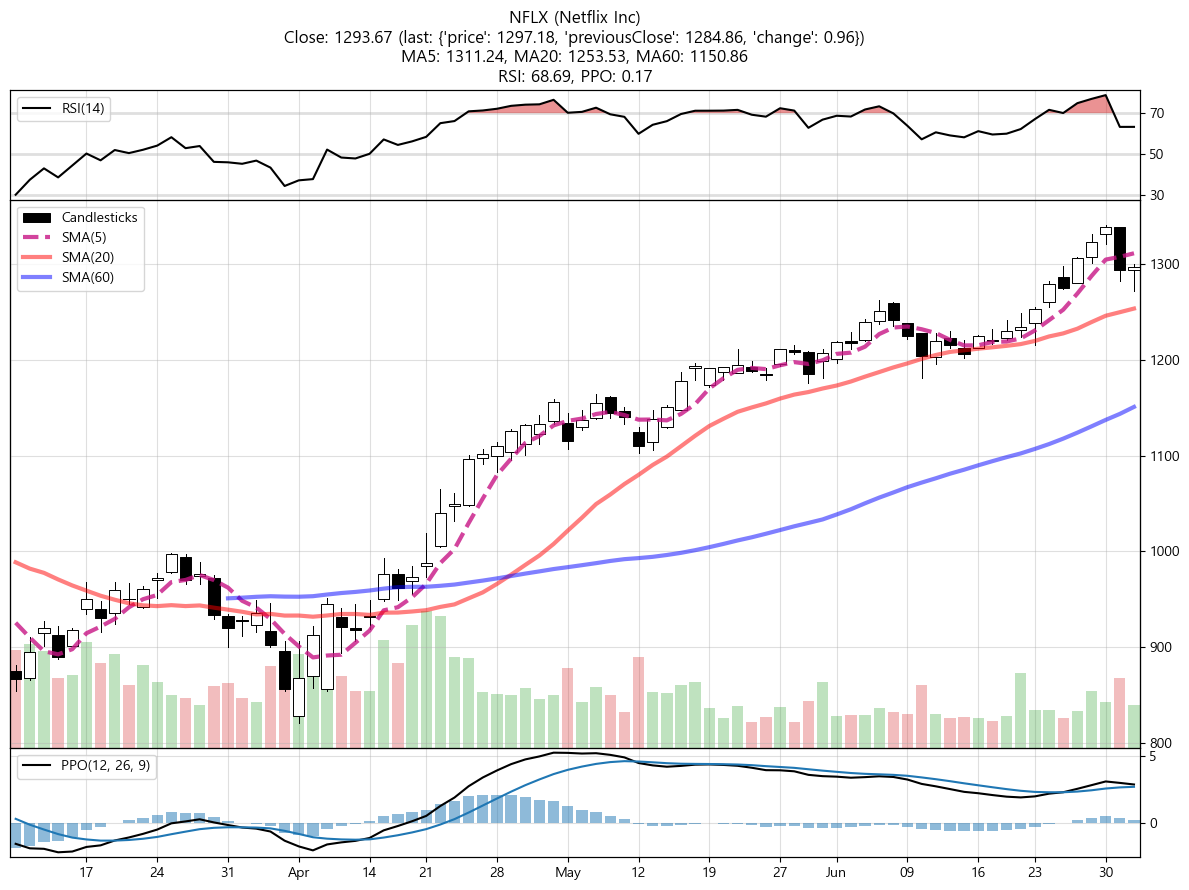 NFLX (Netflix Inc)
Close: 1293.67 (last: {'price': 1297.18, 'previousClose': 1284.86, 'change': 0.96})
MA5: 1311.24, MA20: 1253.53, MA60: 1150.86
RSI: 68.69, PPO: 0.17
RSI(14)
70
50
30
Candlesticks
SMA(5)
SMA(20)
SMA(60)
1300
1200
1100
1000
900
800
PPO(12, 26, 9)
5
0
17 24 31 Apr 14 21 28 May 12 19 27 Jun 09 16 23 30